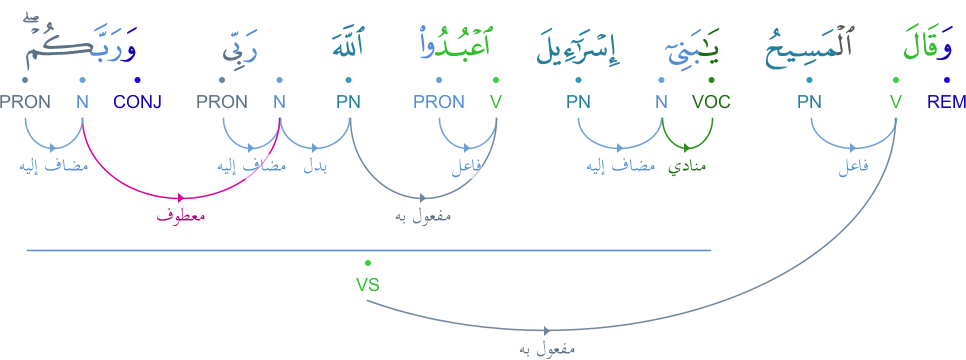 وَقَالَ ٱلْمَسِيحُ يَـٰبَنِىٓ إِسْرَٰٓءِيلَ ٱعْبُدُوا۟ ٱللَّهَ رَبِّى وَرَبَّكُمْ ۖ
REM V PN VOC N PN V PRON PN N PRON CONJ N PRON
فاعل منادي مضاف إليه فاعل بدل مضاف إليه مضاف إليه
مفعول به معطوف
VS
مفعول به